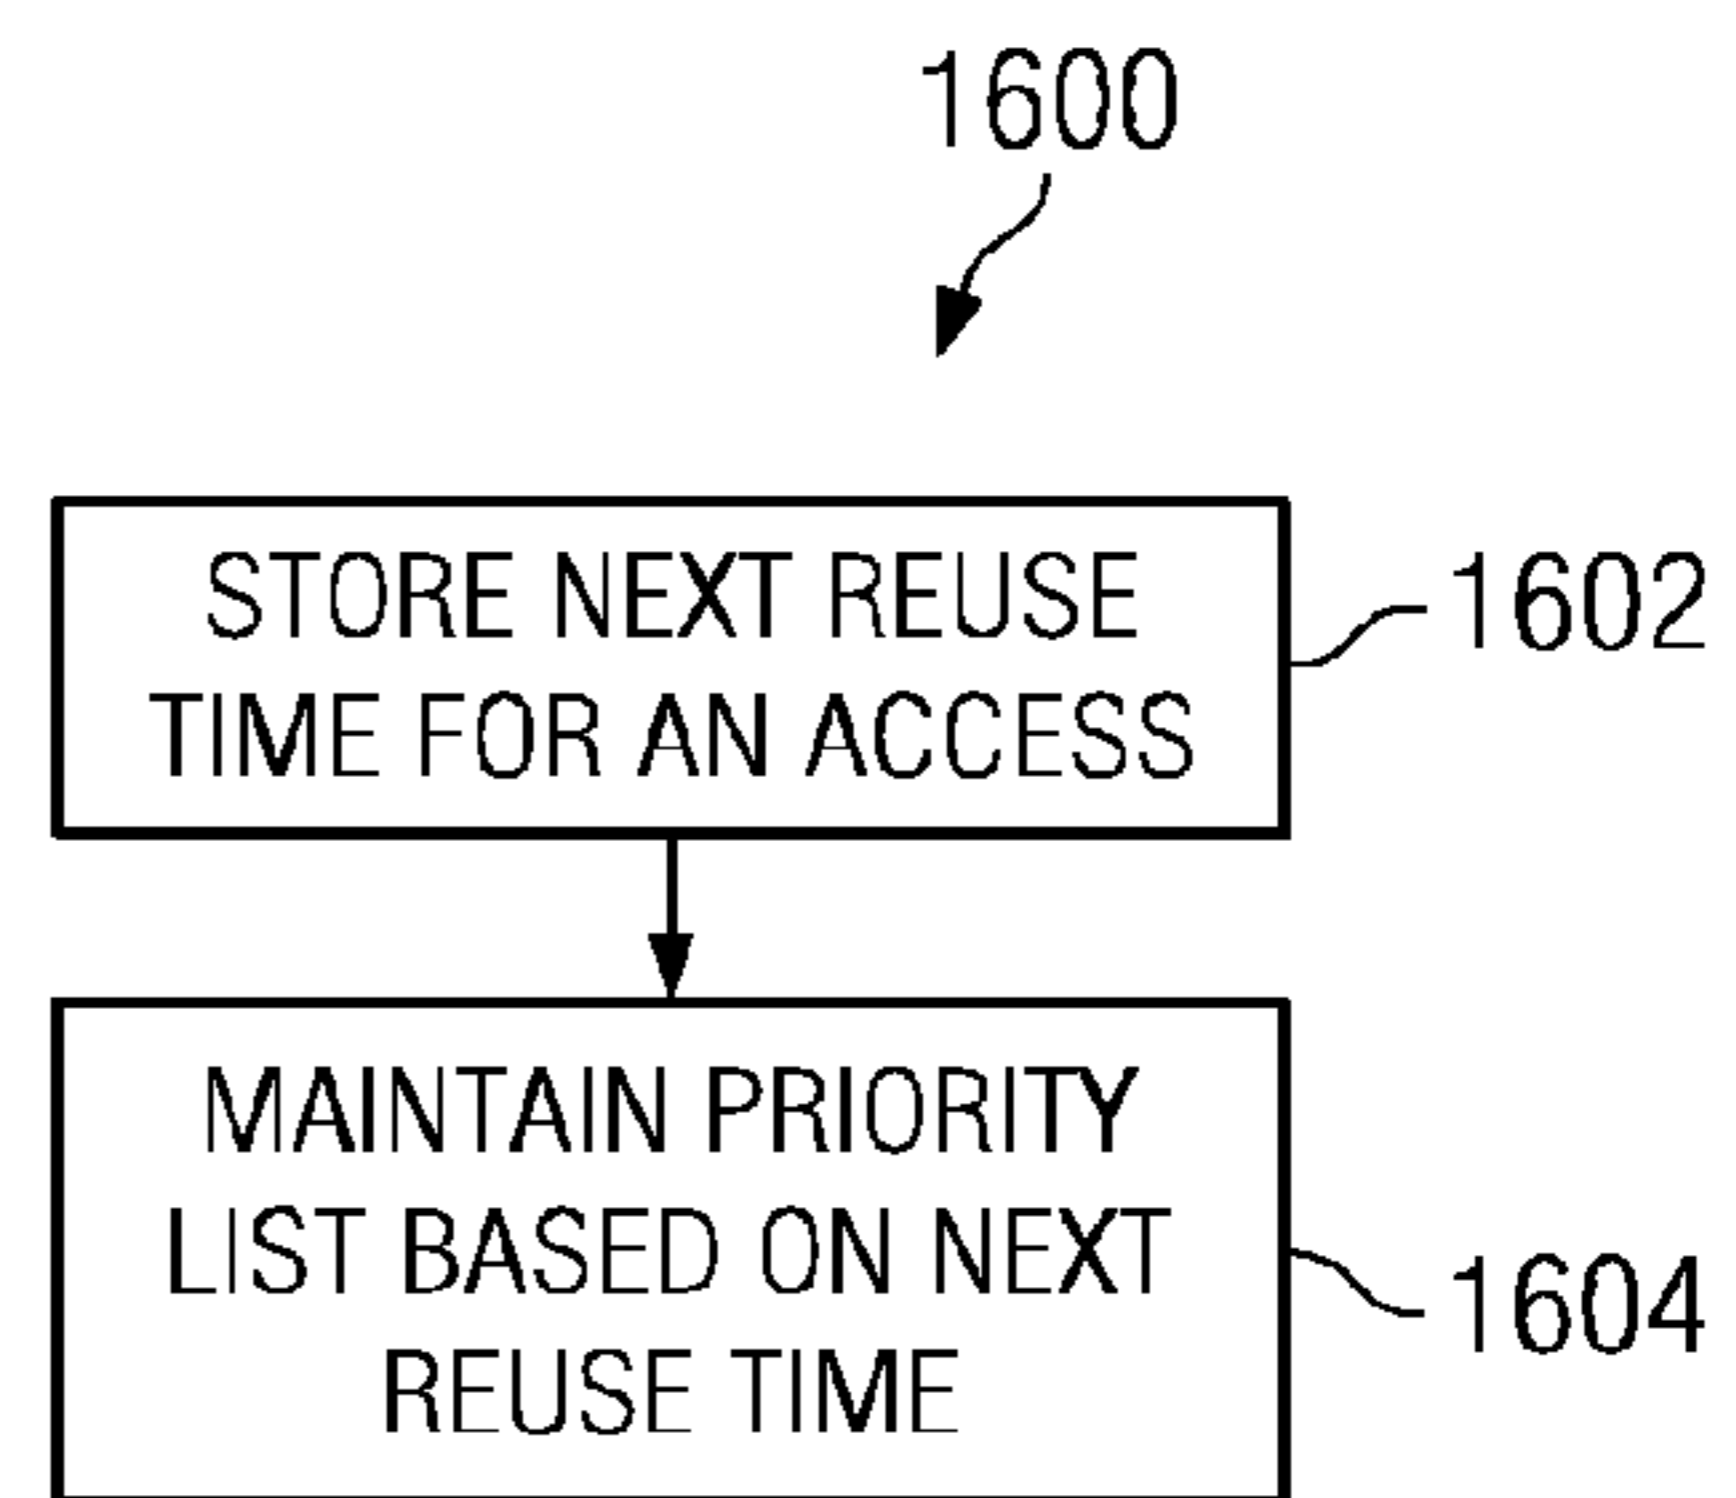 1600
STORE NEXT REUSE
TIME FOR AN ACCESS
1602
MAINTAIN PRIORITY
LIST BASED ON NEXT
REUSE TIME
1604